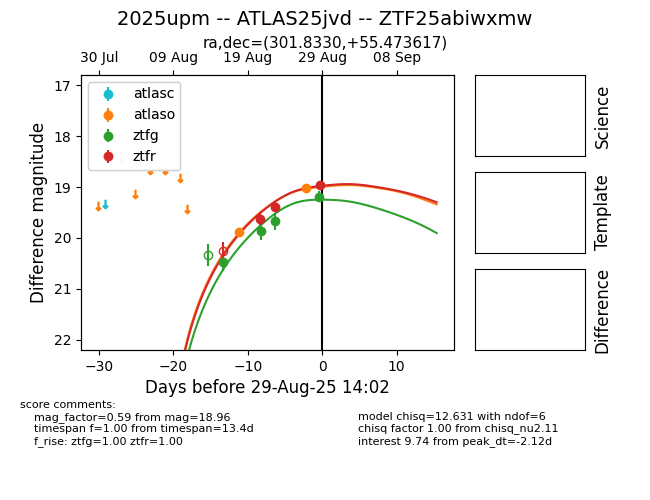 2025upm -- ATLAS25jvd -- ZTF25abiwxmw
ra,dec=(301.8330,+55.473617)
30 Jul 09 Aug 19 Aug 29 Aug 08 Sep
17
18
19
20
21
22
Difference magnitude
atlasc
atlaso
ztfg
ztfr
−30 −20 −10 0 10
Days before 29-Aug-25 14:02
Science
Template
Difference
score comments:
mag_factor=0.59 from mag=18.96
timespan f=1.00 from timespan=13.4d
f_rise: ztfg=1.00 ztfr=1.00
model chisq=12.631 with ndof=6
chisq factor 1.00 from chisq_nu2.11
interest 9.74 from peak_dt=-2.12d